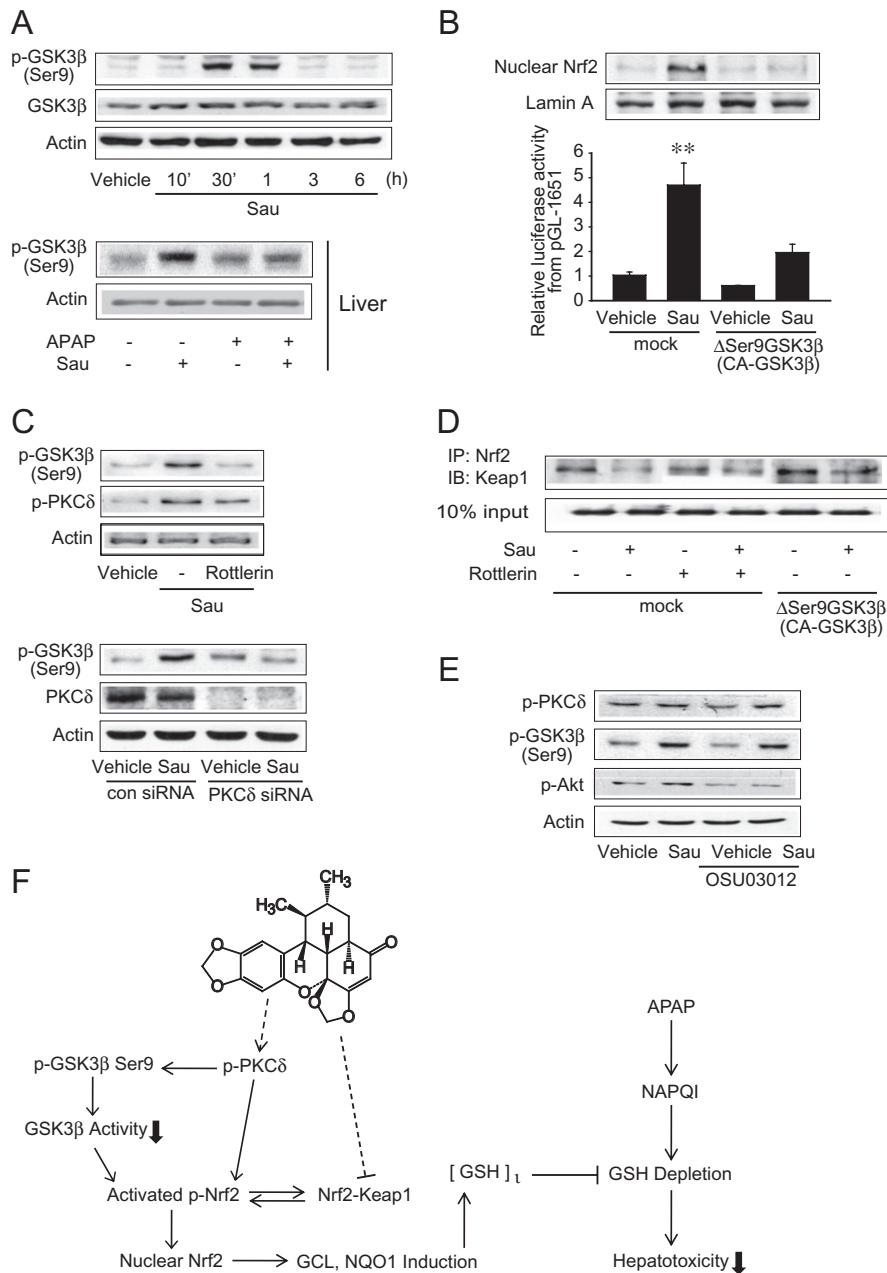 A
p-GSK3β
(Ser9)
GSK3β
Actin
Vehicle 10' 30' 1 3 6 (h)
Sau
p-GSK3β
(Ser9)
Actin
Liver
APAP - - + +
Sau - + - +
B
Nuclear Nrf2
Lamin A
Relative luciferase activity
from pGL-1651
6
5
4
3
2
1
0
**
Vehicle Sau Vehicle Sau
mock ΔSer9GSK3β
(CA-GSK3β)
C
p-GSK3β
(Ser9)
p-PKCδ
Actin
Vehicle - Rottlerin
Sau
p-GSK3β
(Ser9)
PKCδ
Actin
Vehicle Sau Vehicle Sau
con siRNA PKCδ siRNA
D
IP: Nrf2
IB: Keap1
10% input
Sau - + - + - +
Rottlerin - - + + - -
mock ΔSer9GSK3β
(CA-GSK3β)
E
p-PKCδ
p-GSK3β
(Ser9)
p-Akt
Actin
Vehicle Sau Vehicle Sau
OSU03012
F
CH3
H3C
H H H
O
O
O
O
O
O
APAP
p-GSK3β Ser9 p-PKCδ
NAPQI
GSK3β Activity
[ GSH ]ι GSH Depletion
Activated p-Nrf2 Nrf2-Keap1
Nuclear Nrf2 GCL, NQO1 Induction Hepatotoxicity